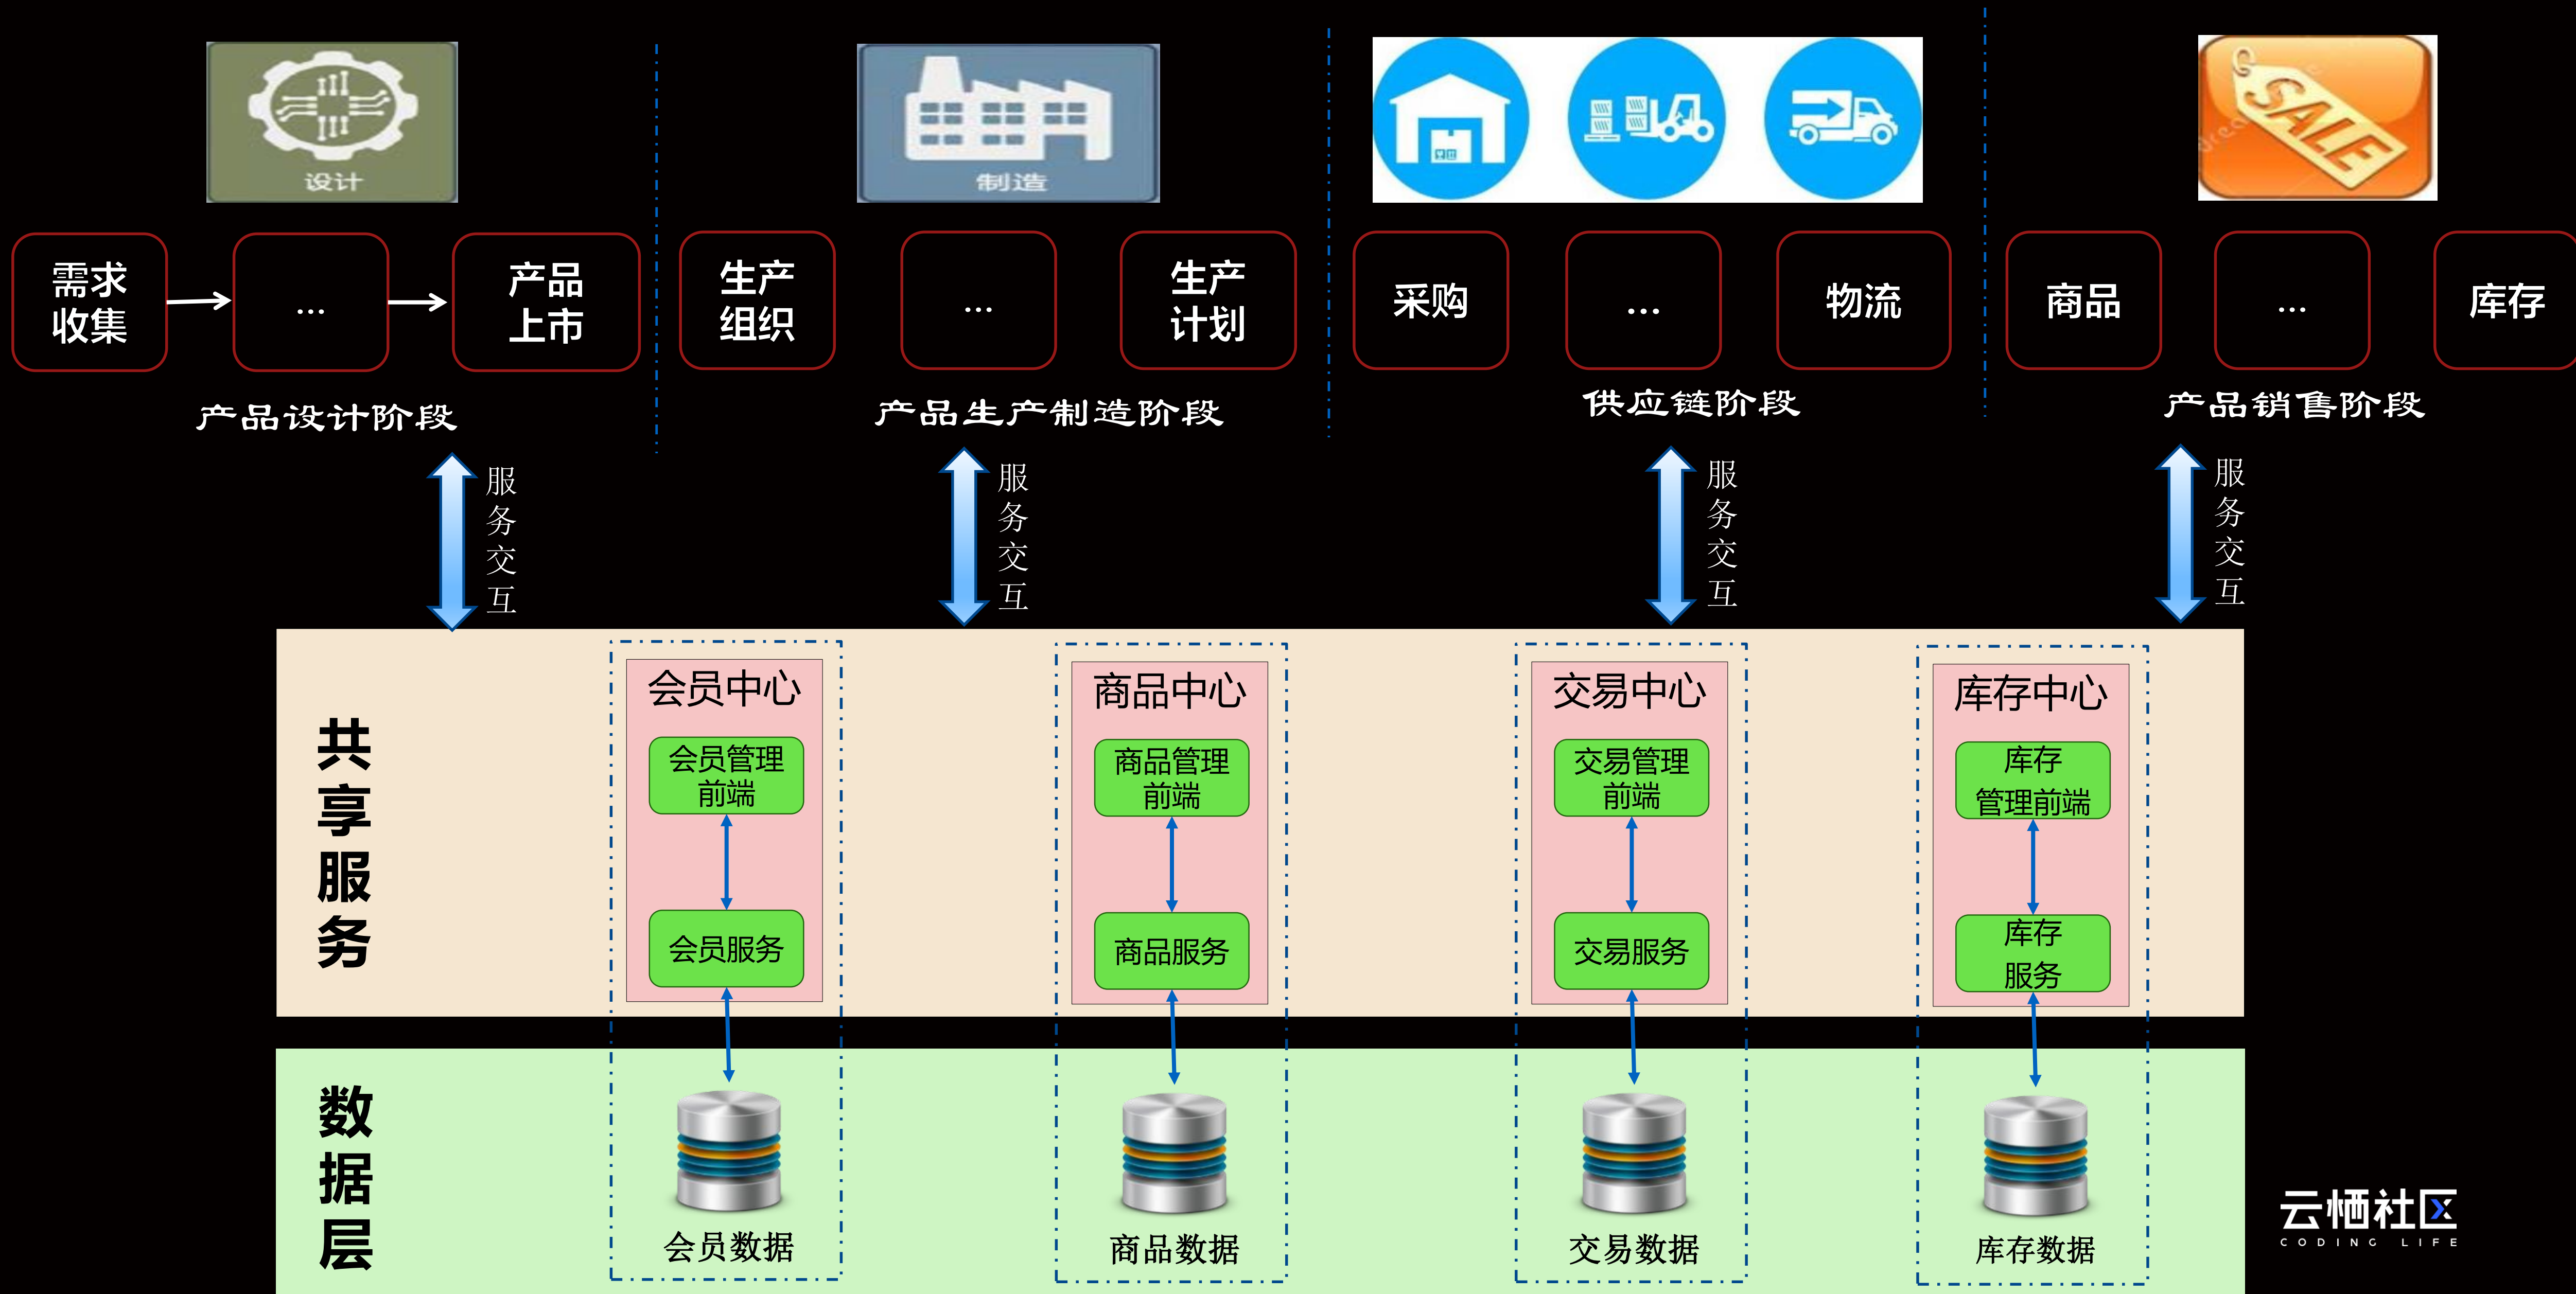 设计
制造
SALE
需求
收集
...
产品
上市
生产
组织
...
生产
计划
采购
...
物流
商品
...
库存
产品设计阶段
产品生产制造阶段
供应链阶段
产品销售阶段
服务交互
服务交互
服务交互
服务交互
共享服务
会员中心
会员管理
前端
会员服务
商品中心
商品管理
前端
商品服务
交易中心
交易管理
前端
交易服务
库存中心
库存
管理前端
库存
服务
数据层
会员数据
商品数据
交易数据
库存数据
云栖社区
CODING LIFE